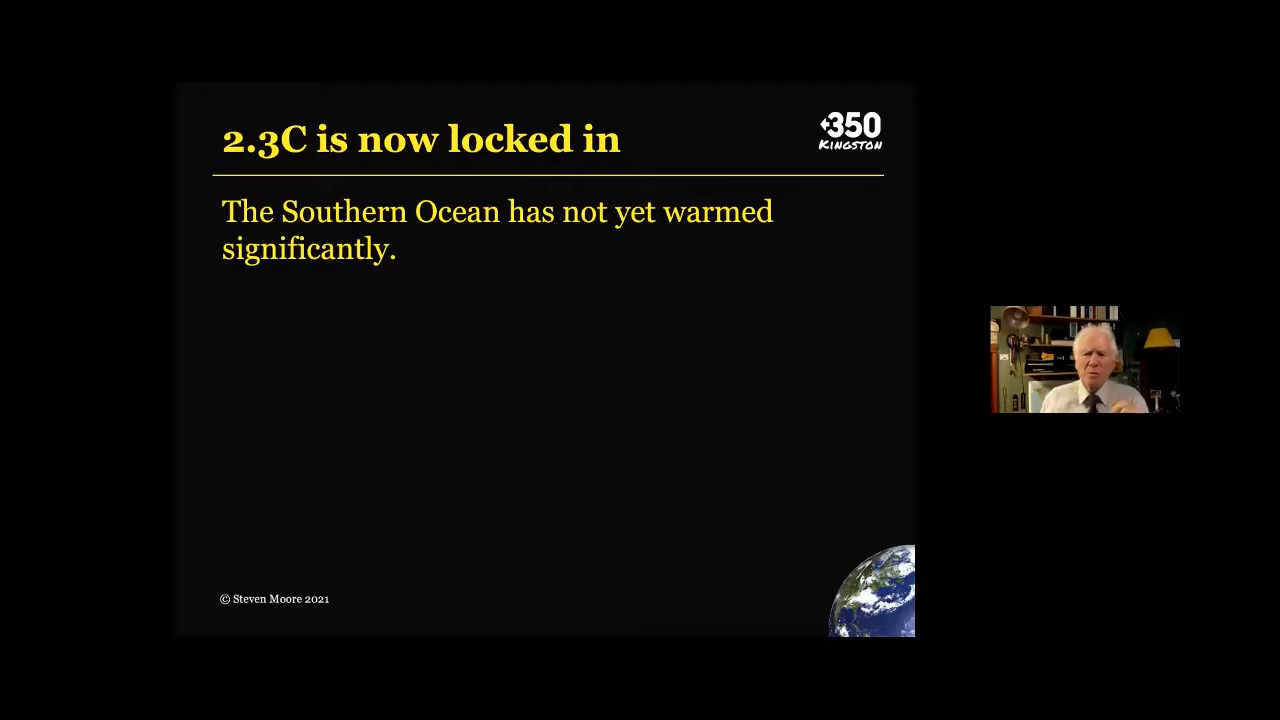 2.3C is now locked in
350
KINGSTON
The Southern Ocean has not yet warmed
significantly.
© Steven Moore 2021